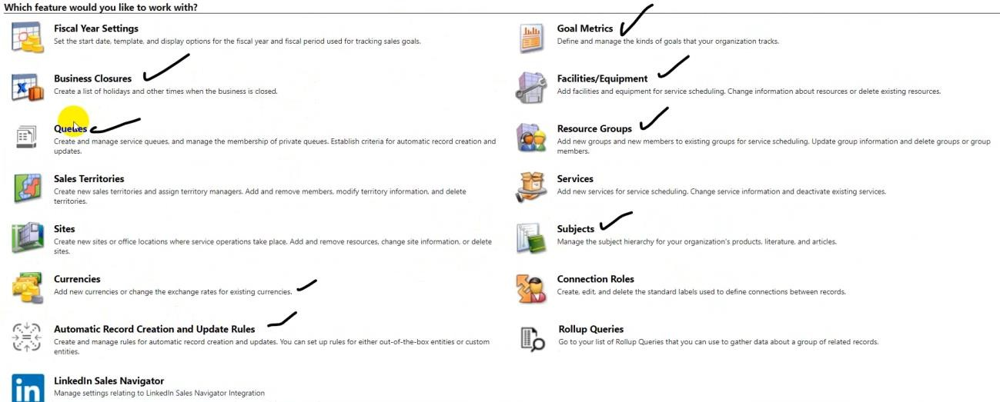 Which feature would you like to work with?
Fiscal Year Settings
Set the start date, template, and display options for the fiscal year and fiscal period used for tracking sales goals.
Business Closures
Create a list of holidays and other times when the business is closed.
Queues
Create and manage service queues, and manage the membership of private queues. Establish criteria for automatic record creation and
updates.
Sales Territories
Create new sales territories and assign territory managers. Add and remove members, modify territory information, and delete
territories.
Sites
Create new sites or office locations where service operations take place. Add and remove resources, change site information, or delete
sites.
Currencies
Add new currencies or change the exchange rates for existing currencies.
Automatic Record Creation and Update Rules
Create and manage rules for automatic record creation and updates. You can set up rules for either out-of-the-box entities or custom
entities.
in
LinkedIn Sales Navigator
Manage settings relating to LinkedIn Sales Navigator Integration
Goal Metrics
Define and manage the kinds of goals that your organization tracks.
Facilities/Equipment
Add facilities and equipment for service scheduling. Change information about resources or delete existing resources.
Resource Groups
Add new groups and new members to existing groups for service scheduling. Update group information and delete groups or group
members.
Services
Add new services for service scheduling. Change service information and deactivate existing services.
Subjects
Manage the subject hierarchy for your organization's products, literature, and articles.
Connection Roles
Create, edit, and delete the standard labels used to define connections between records.
Rollup Queries
Go to your list of Rollup Queries that you can use to gather data about a group of related records.